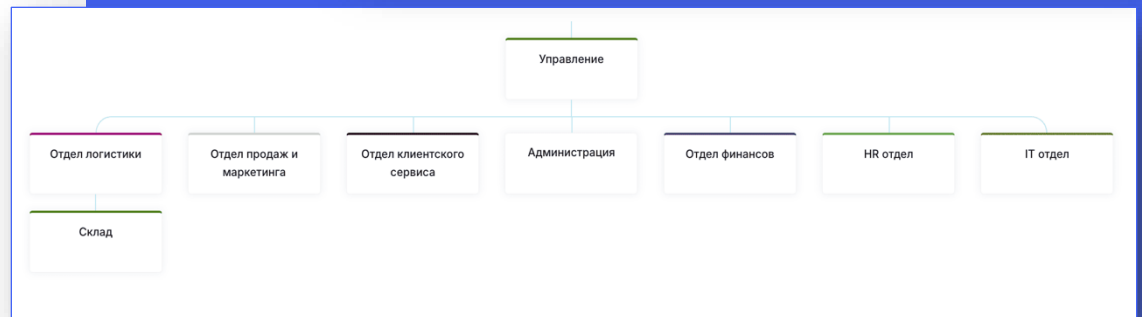 Управление
Отдел логистики
Отдел продаж и
маркетинга
Отдел клиентского
сервиса
Администрация
Отдел финансов
HR отдел
IT отдел
Склад